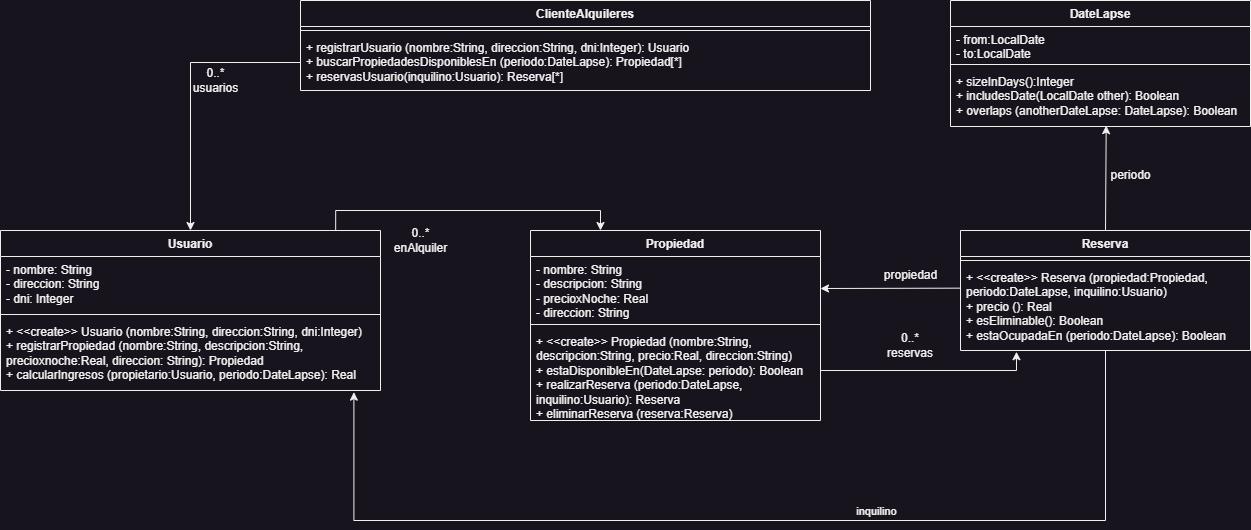 ClienteAlquileres
+ registrarUsuario (nombre:String, direccion:String, dni:Integer): Usuario
+ buscarPropiedadesDisponiblesEn (periodo:DateLapse): Propiedad[*]
+ reservasUsuario(inquilino:Usuario): Reserva[*]
DateLapse
- from:LocalDate
- to:LocalDate
+ sizeInDays():Integer
+ includesDate(LocalDate other): Boolean
+ overlaps (anotherDateLapse: DateLapse): Boolean
0..*
usuarios
periodo
Usuario
- nombre: String
- direccion: String
- dni: Integer
+ <<create>> Usuario (nombre:String, direccion:String, dni:Integer)
+ registrarPropiedad (nombre:String, descripcion:String,
precioxnoche:Real, direccion: String): Propiedad
+ calcularIngresos (propietario:Usuario, periodo:DateLapse): Real
0..*
enAlquiler
Propiedad
- nombre: String
- descripcion: String
- precioxNoche: Real
- direccion: String
+ <<create>> Propiedad (nombre:String,
descripcion:String, precio:Real, direccion:String)
+ estaDisponibleEn(DateLapse: periodo): Boolean
+ realizarReserva (periodo:DateLapse,
inquilino:Usuario): Reserva
+ eliminarReserva (reserva:Reserva)
propiedad
0..*
reservas
Reserva
+ <<create>> Reserva (propiedad:Propiedad,
periodo:DateLapse, inquilino:Usuario)
+ precio (): Real
+ esEliminable(): Boolean
+ estaOcupadaEn (periodo:DateLapse): Boolean
inquilino